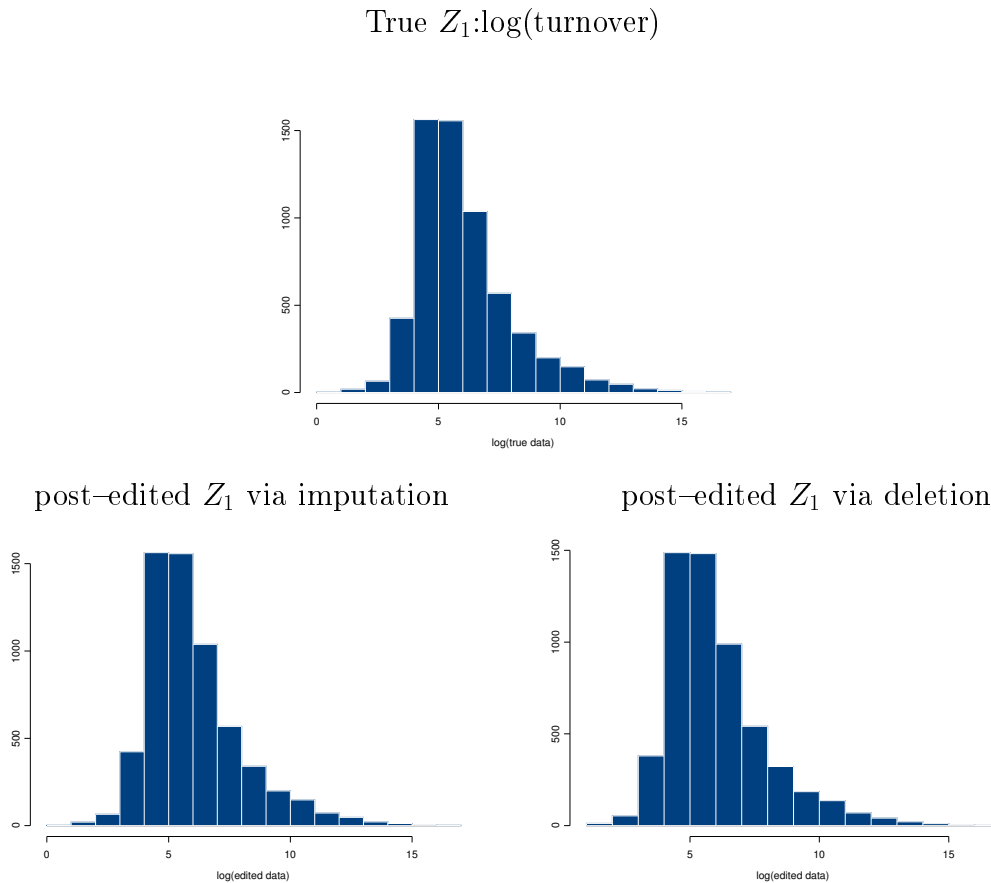 True Z₁:log(turnover)
1500
1000
500
0
0 5 10 15
log(true data)
post–edited Z₁ via imputation
post–edited Z₁ via deletion
1500
1000
500
0
0 5 10 15
log(edited data)
1500
1000
500
0
5 10 15
log(edited data)